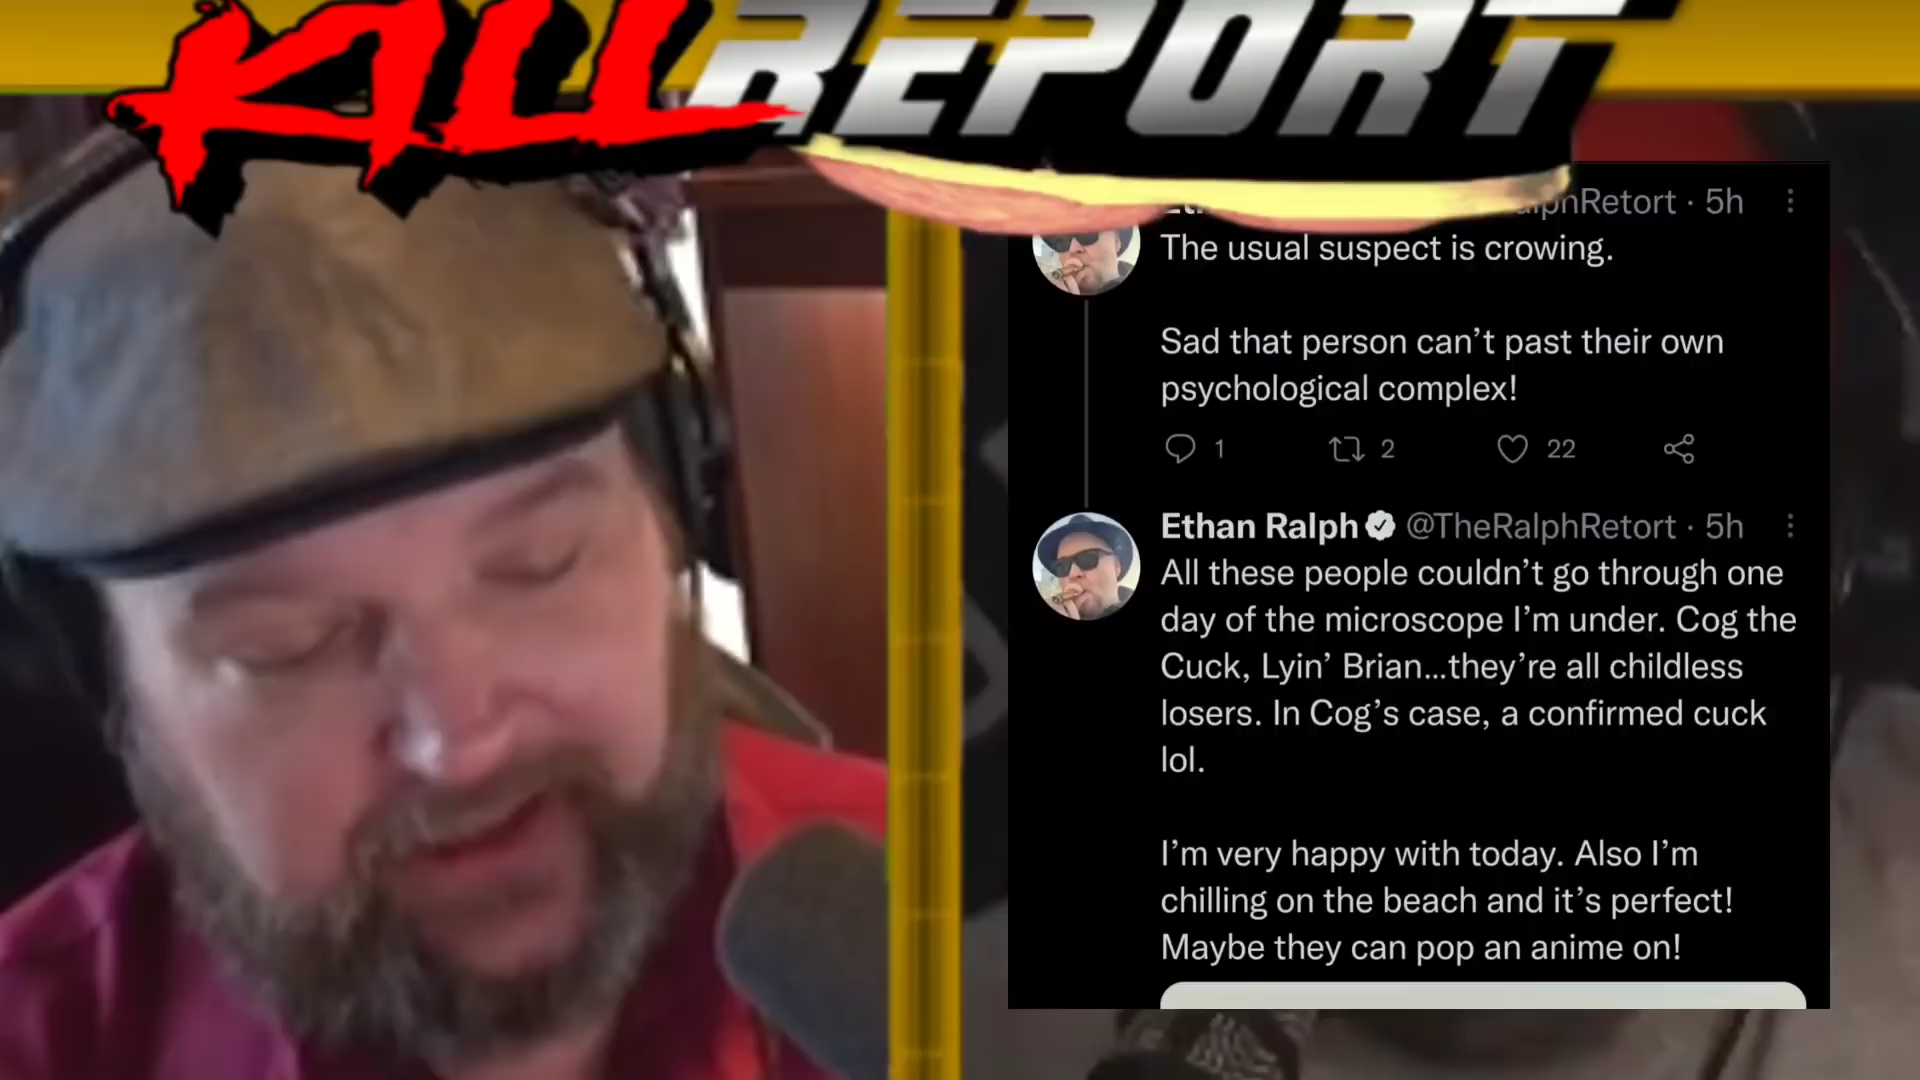 KILL REPORT
RalphRetort · 5h
The usual suspect is crowing.
Sad that person can’t past their own
psychological complex!
1 2 22
Ethan Ralph @TheRalphRetort · 5h
All these people couldn’t go through one
day of the microscope I’m under. Cog the
Cuck, Lyin’ Brian...they’re all childless
losers. In Cog’s case, a confirmed cuck
lol.
I’m very happy with today. Also I’m
chilling on the beach and it’s perfect!
Maybe they can pop an anime on!